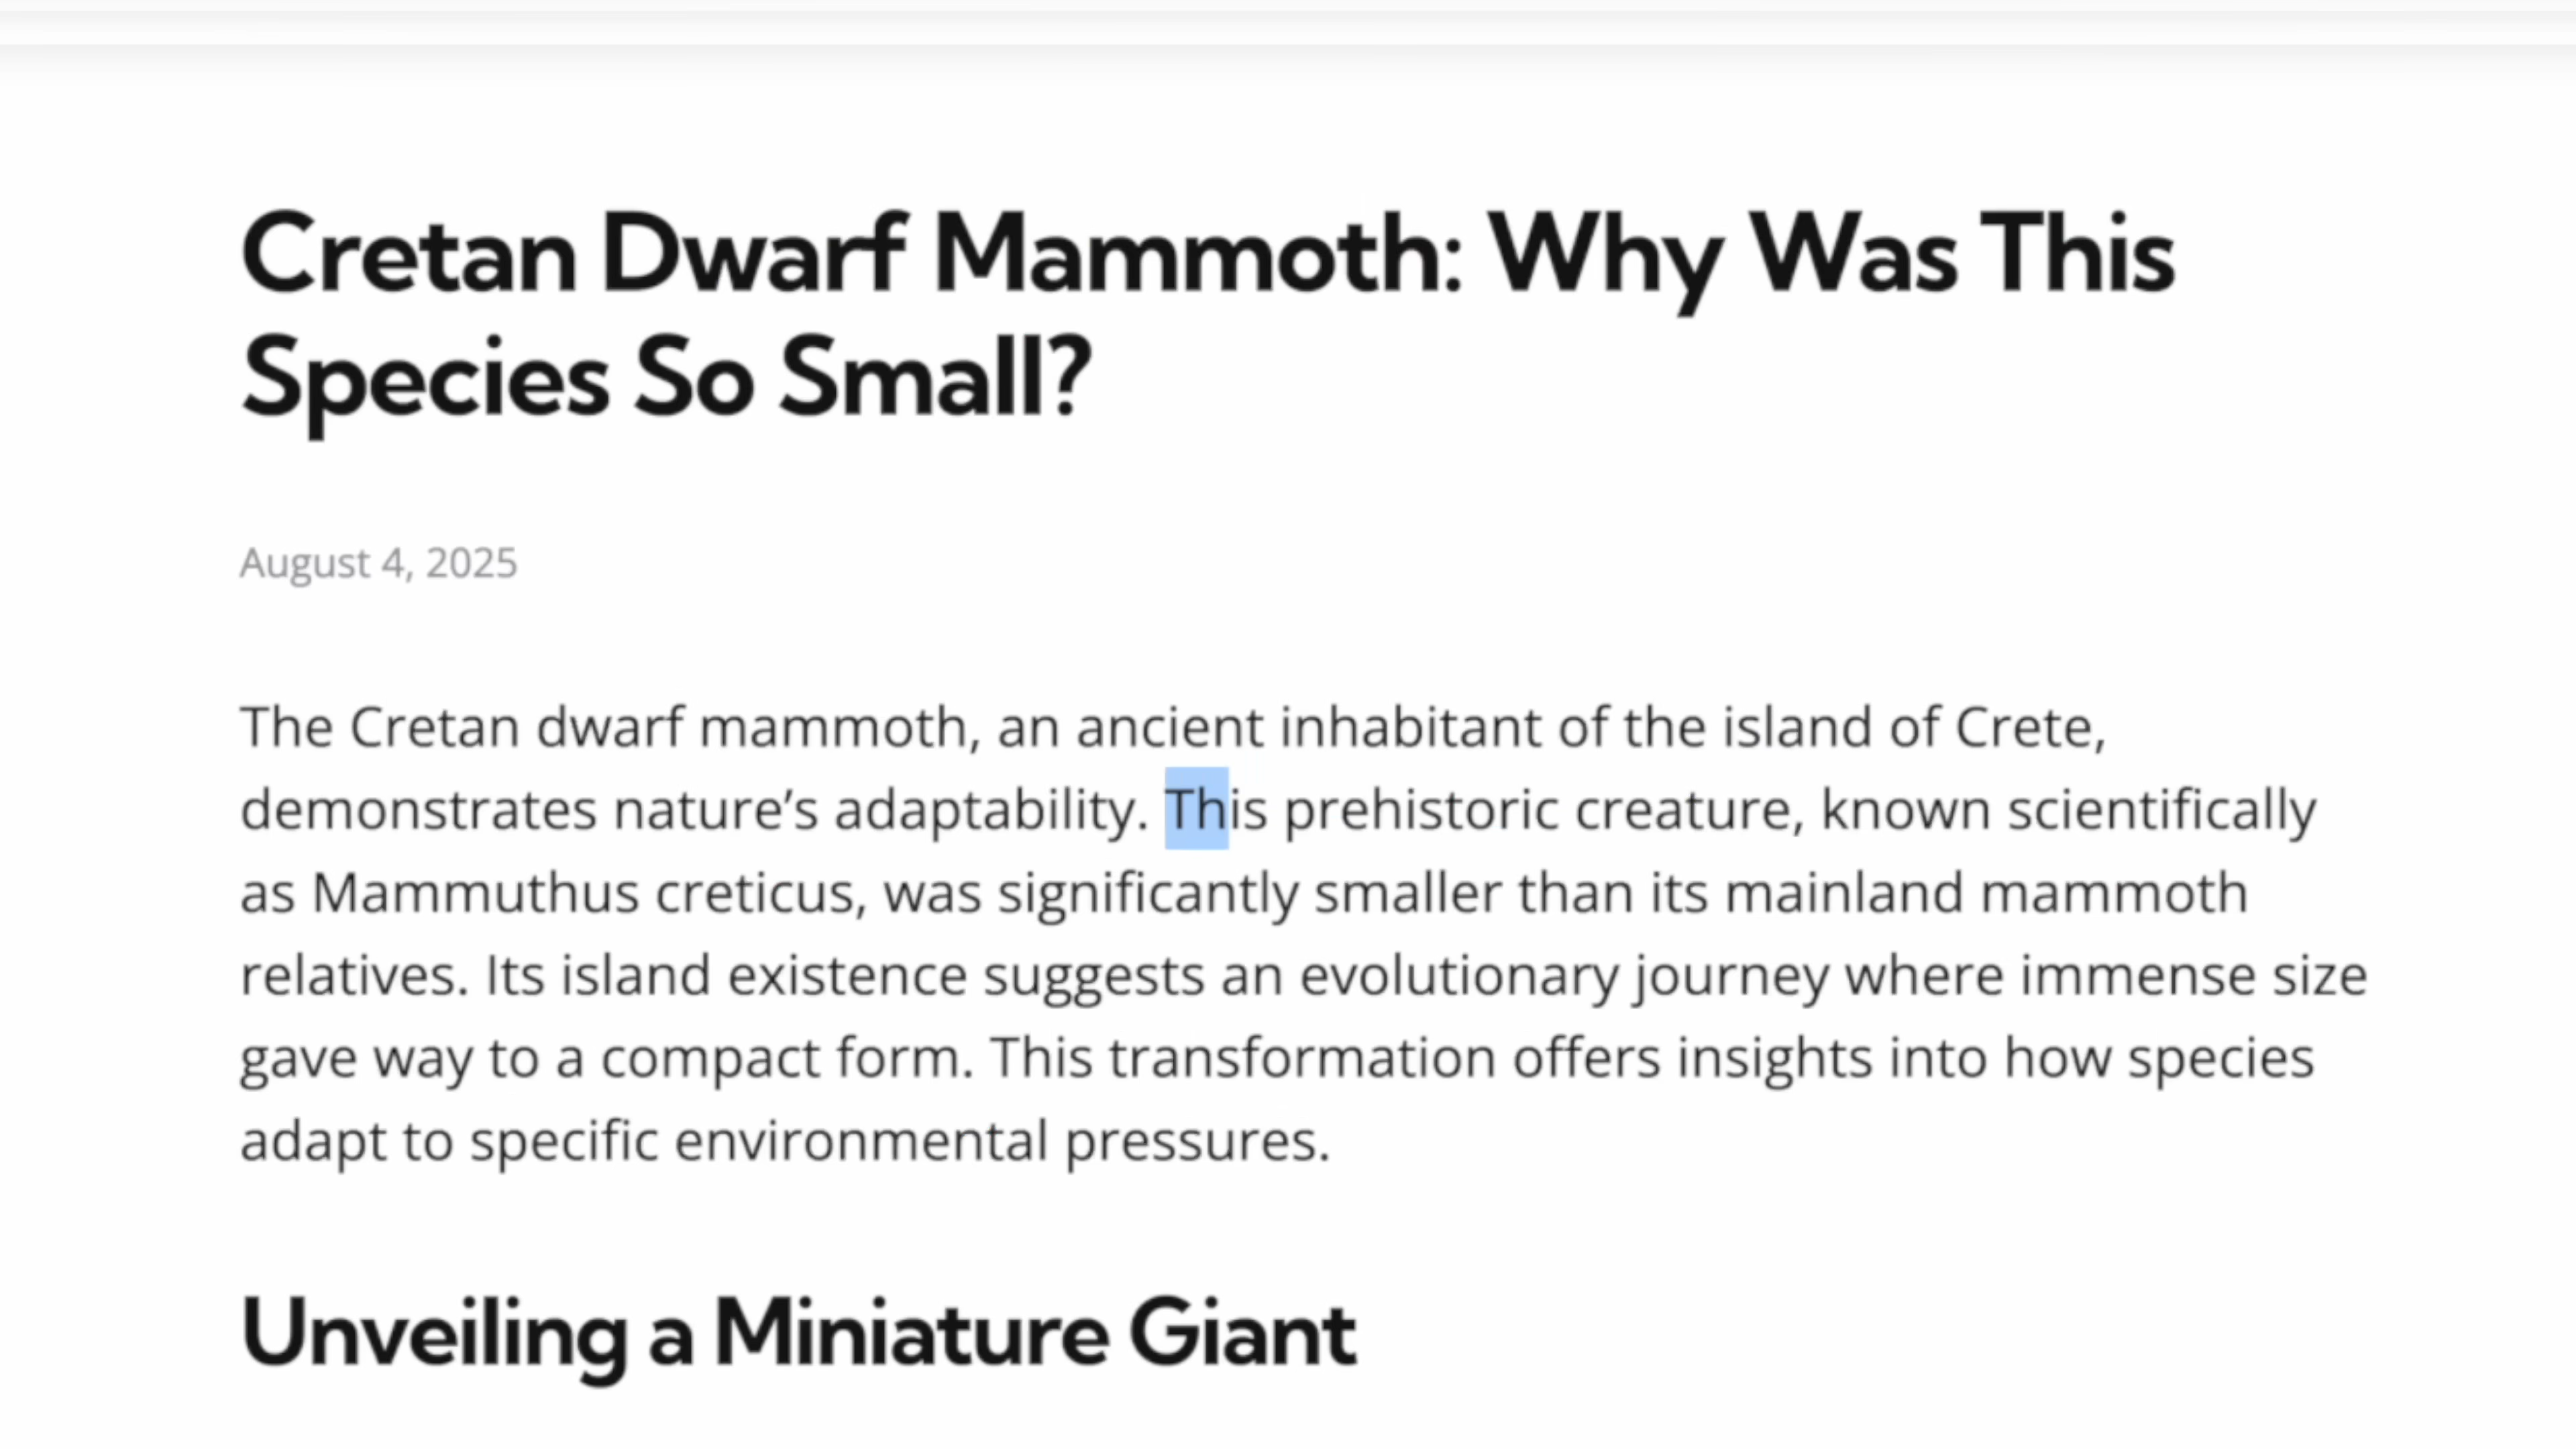 Cretan Dwarf Mammoth: Why Was This
Species So Small?
August 4, 2025
The Cretan dwarf mammoth, an ancient inhabitant of the island of Crete,
demonstrates nature’s adaptability. This prehistoric creature, known scientifically
as Mammuthus creticus, was significantly smaller than its mainland mammoth
relatives. Its island existence suggests an evolutionary journey where immense size
gave way to a compact form. This transformation offers insights into how species
adapt to specific environmental pressures.
Unveiling a Miniature Giant